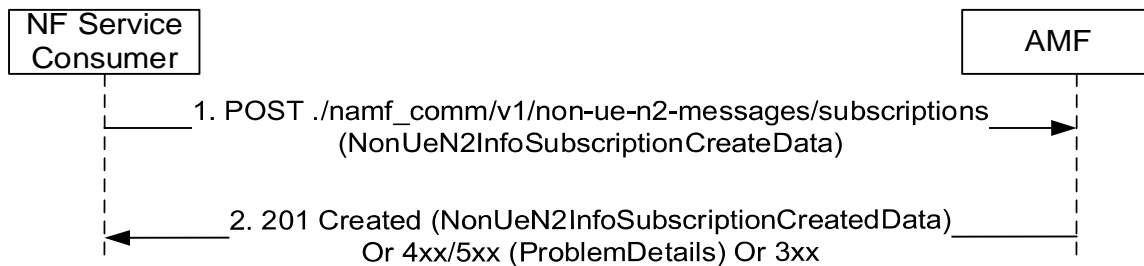 NF Service
Consumer
AMF
1. POST ./namf_comm/v1/non-ue-n2-messages/subscriptions
(NonUeN2InfoSubscriptionCreateData)
2. 201 Created (NonUeN2InfoSubscriptionCreatedData)
Or 4xx/5xx (ProblemDetails) Or 3xx